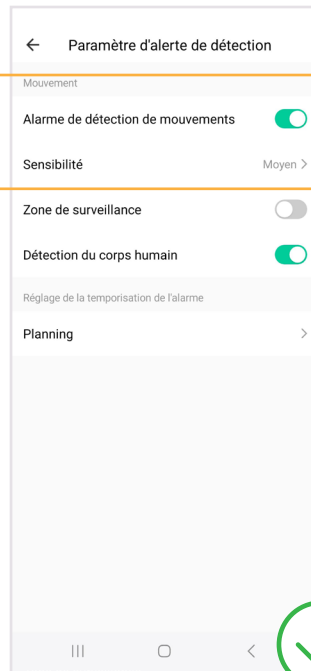 Paramètre d'alerte de détection
Mouvement
Alarme de détection de mouvements
Sensibilité Moyen >
Zone de surveillance
Détection du corps humain
Réglage de la temporisation de l'alarme
Planning >